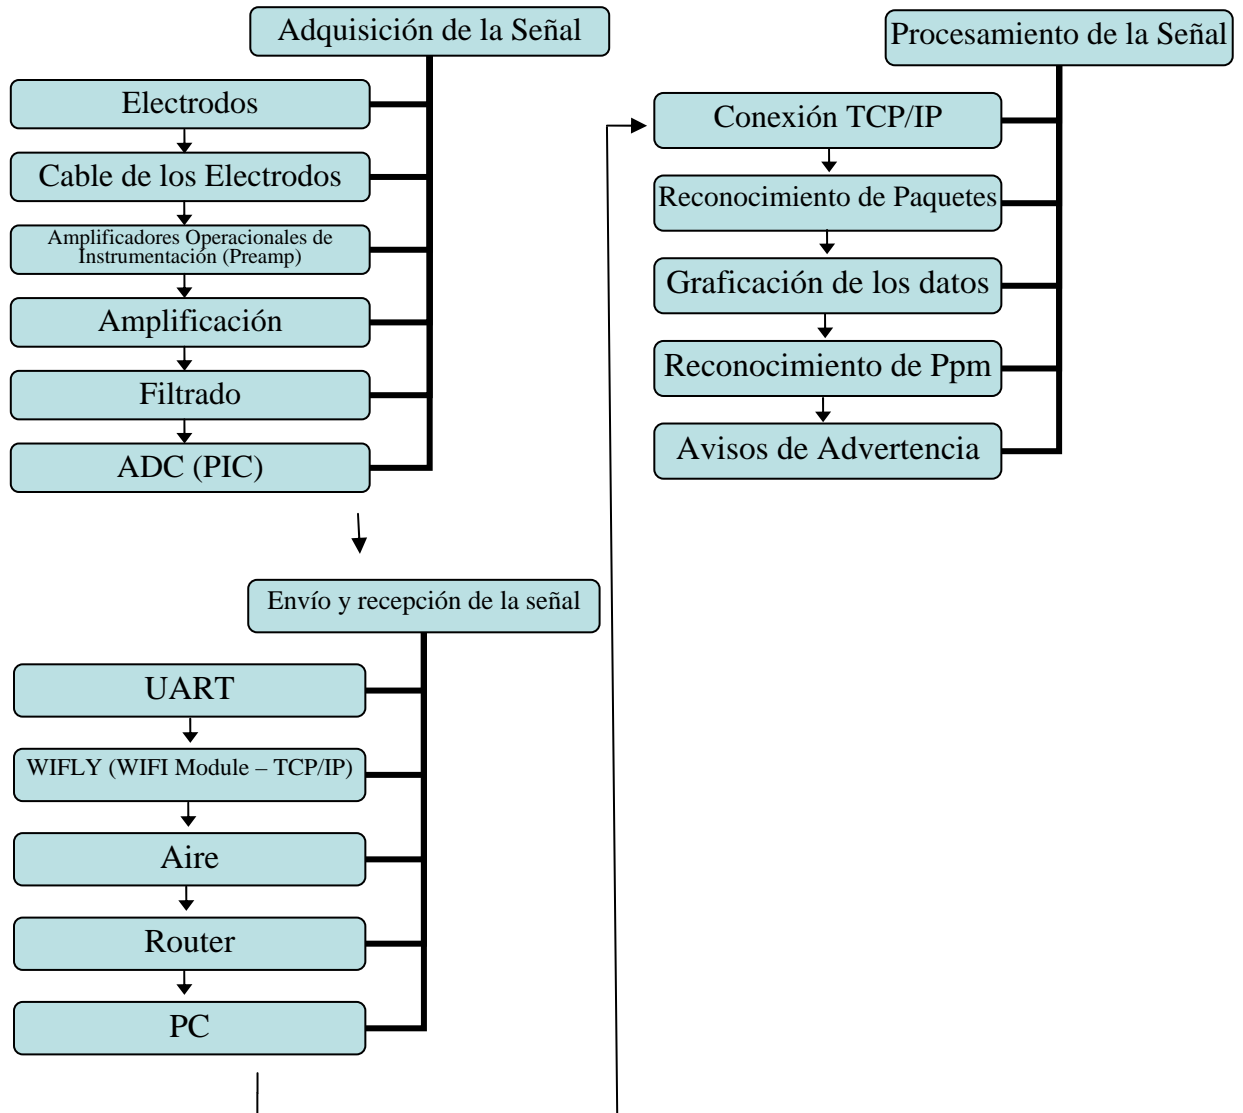 Adquisición de la Señal
Electrodos
Cable de los Electrodos
Amplificadores Operacionales de
Instrumentación (Preamp)
Amplificación
Filtrado
ADC (PIC)
Envío y recepción de la señal
UART
WIFLY (WIFI Module – TCP/IP)
Aire
Router
PC
Procesamiento de la Señal
Conexión TCP/IP
Reconocimiento de Paquetes
Graficación de los datos
Reconocimiento de Ppm
Avisos de Advertencia